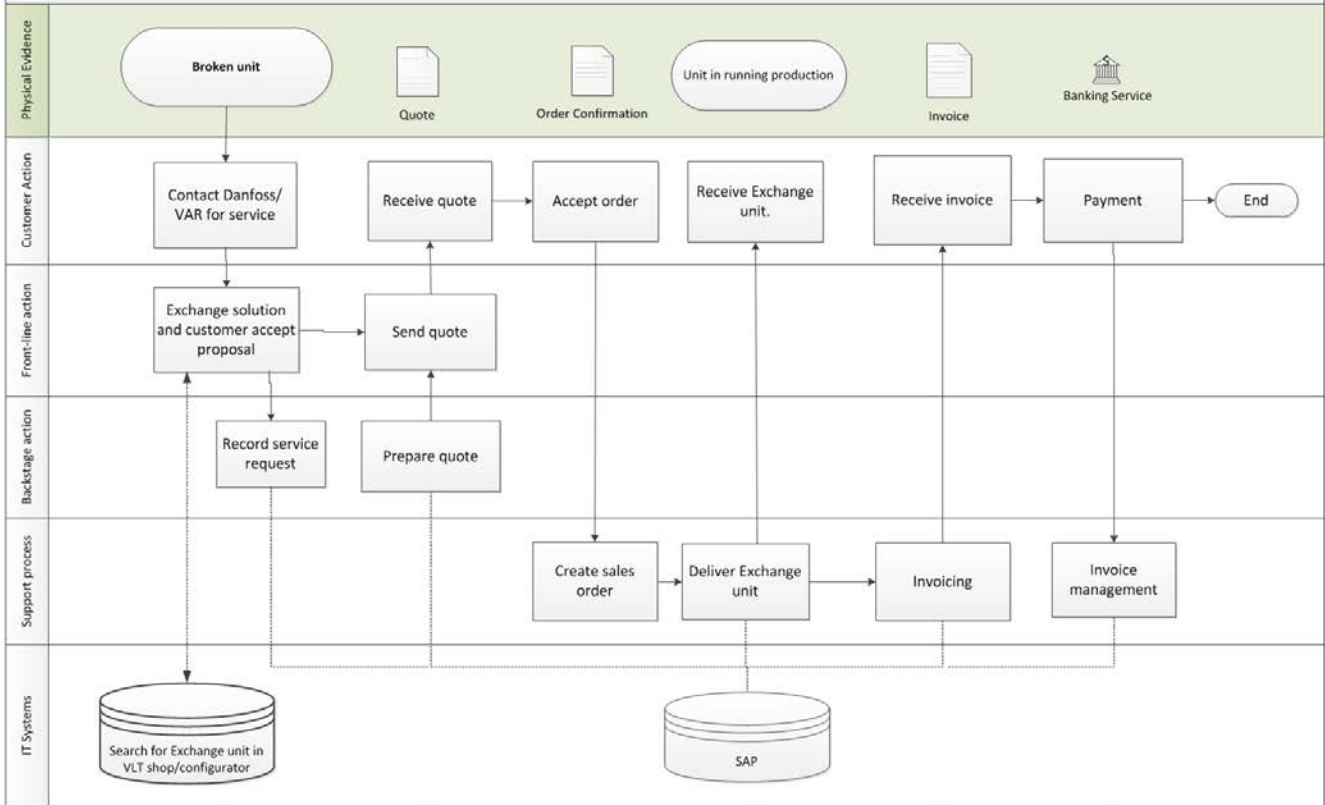 Physical Evidence
Broken unit
Quote
Order Confirmation
Unit in running production
Invoice
$
Banking Service
Customer Action
Contact Danfoss/
VAR for service
Receive quote
Accept order
Receive Exchange
unit.
Receive invoice
Payment
End
Front-line action
Exchange solution
and customer accept
proposal
Send quote
Backstage action
Record service
request
Prepare quote
Support process
Create sales
order
Deliver Exchange
unit
Invoicing
Invoice
management
IT Systems
Search for Exchange unit in
VLT shop/configurator
SAP